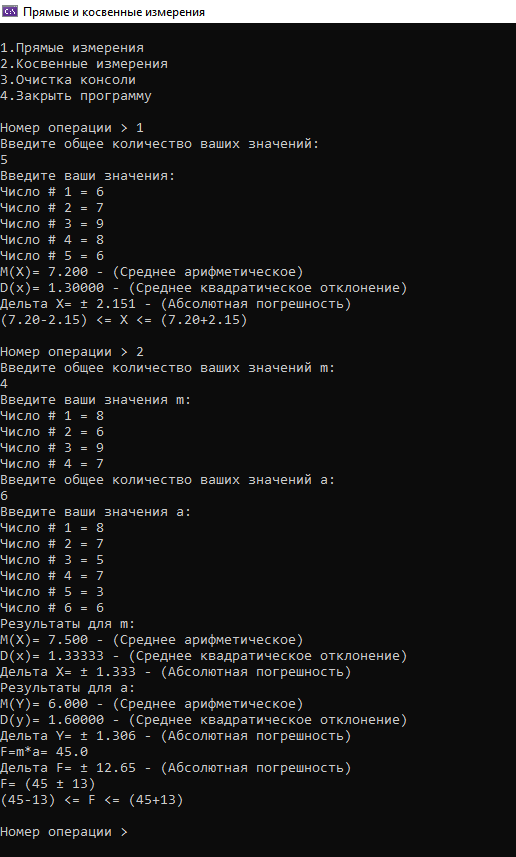 Прямые и косвенные измерения
1.Прямые измерения
2.Косвенные измерения
3.Очистка консоли
4.Закрыть программу
Номер операции > 1
Введите общее количество ваших значений:
5
Введите ваши значения:
Число # 1 = 6
Число # 2 = 7
Число # 3 = 9
Число # 4 = 8
Число # 5 = 6
M(X)= 7.200 - (Среднее арифметическое)
D(x)= 1.30000 - (Среднее квадратическое отклонение)
Дельта X= ± 2.151 - (Абсолютная погрешность)
(7.20-2.15) <= X <= (7.20+2.15)
Номер операции > 2
Введите общее количество ваших значений m:
4
Введите ваши значения m:
Число # 1 = 8
Число # 2 = 6
Число # 3 = 9
Число # 4 = 7
Введите общее количество ваших значений a:
6
Введите ваши значения a:
Число # 1 = 8
Число # 2 = 7
Число # 3 = 5
Число # 4 = 7
Число # 5 = 3
Число # 6 = 6
Результаты для m:
M(X)= 7.500 - (Среднее арифметическое)
D(x)= 1.33333 - (Среднее квадратическое отклонение)
Дельта X= ± 1.333 - (Абсолютная погрешность)
Результаты для a:
M(Y)= 6.000 - (Среднее арифметическое)
D(y)= 1.60000 - (Среднее квадратическое отклонение)
Дельта Y= ± 1.306 - (Абсолютная погрешность)
F=m*a= 45.0
Дельта F= ± 12.65 - (Абсолютная погрешность)
F= (45 ± 13)
(45-13) <= F <= (45+13)
Номер операции >